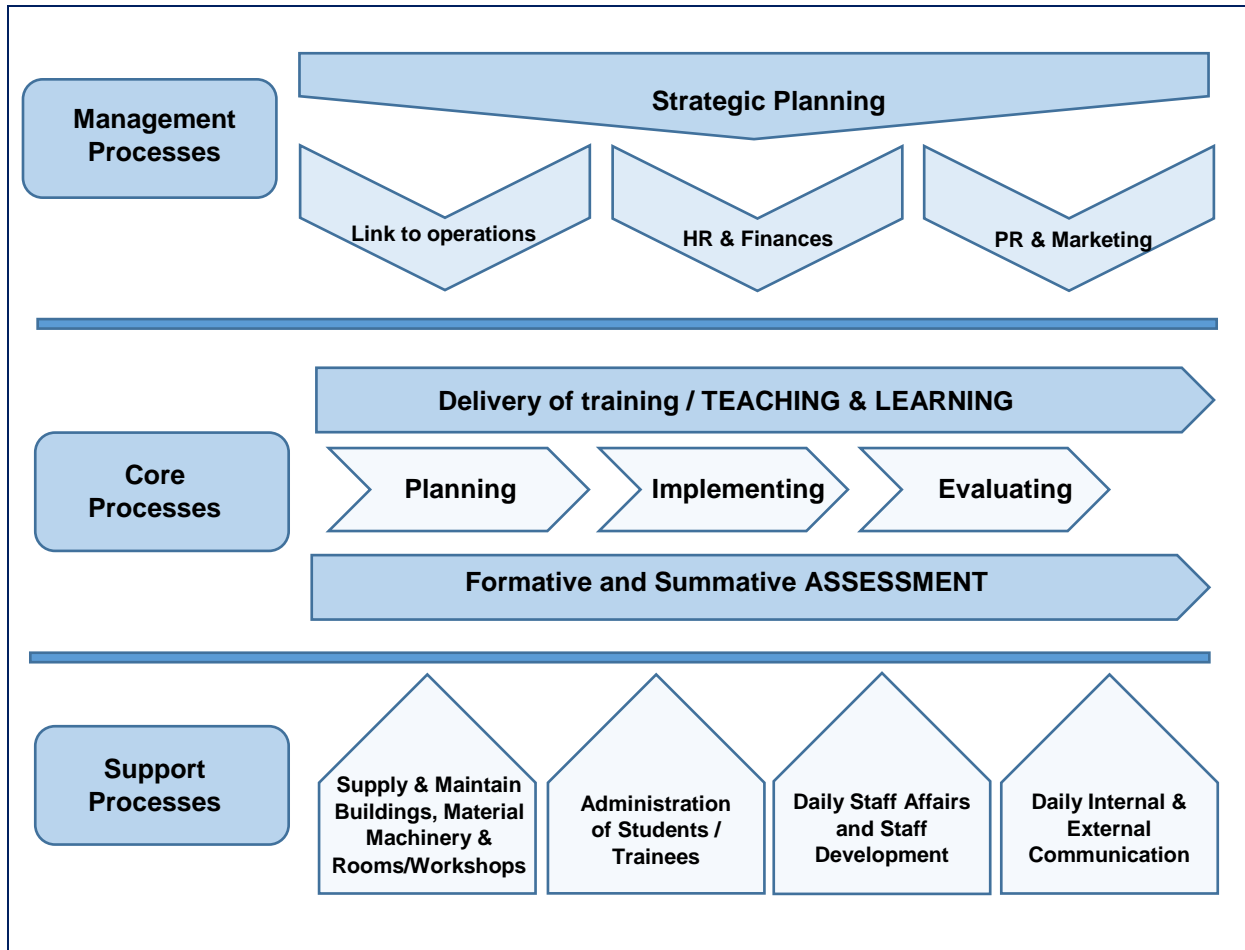 Management
Processes
Strategic Planning
Link to operations
HR & Finances
PR & Marketing
Core
Processes
Delivery of training / TEACHING & LEARNING
Planning
Implementing
Evaluating
Formative and Summative ASSESSMENT
Support
Processes
Supply & Maintain
Buildings, Material
Machinery &
Rooms/Workshops
Administration
of Students /
Trainees
Daily Staff Affairs
and Staff
Development
Daily Internal &
External
Communication